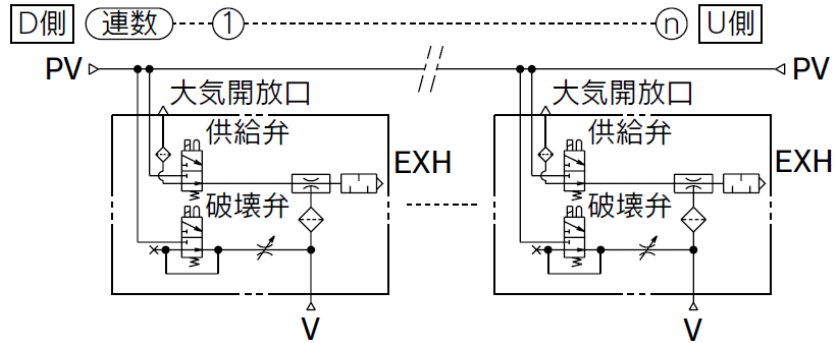 D側 連数 1 n U側
PV PV
大気開放口 大気開放口
供給弁 供給弁
EXH EXH
破壊弁 破壊弁
V V